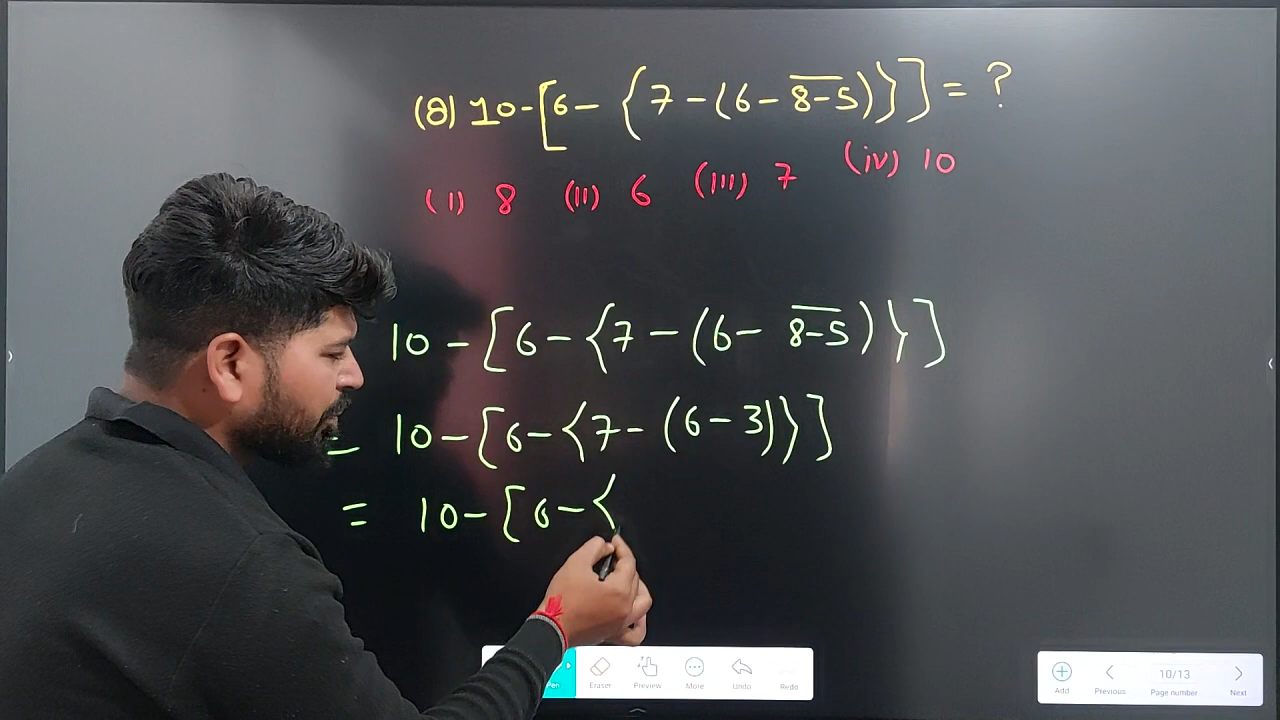 (8) 10-[6-{7-(6-8̅-̅5̅)}]=?
(i) 8 (ii) 6 (iii) 7 (iv) 10
10-[6-{7-(6-8̅-̅5̅)}]
= 10-[6-{7-(6-3)}]
= 10-[6-{
Pen Eraser Preview More Undo Redo
Add Previous 10/13 Page number Next